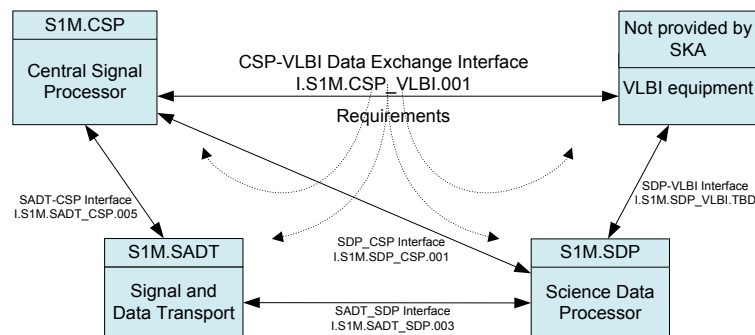 S1M.CSP
Central Signal
Processor
Not provided by
SKA
VLBI equipment
CSP-VLBI Data Exchange Interface
I.S1M.CSP_VLBI.001
Requirements
SADT-CSP Interface
I.S1M.SADT_CSP.005
SDP-VLBI Interface
I.S1M.SDP_VLBI.TBD
SDP_CSP Interface
I.S1M.SDP_CSP.001
S1M.SADT
Signal and
Data Transport
SADT_SDP Interface
I.S1M.SADT_SDP.003
S1M.SDP
Science Data
Processor